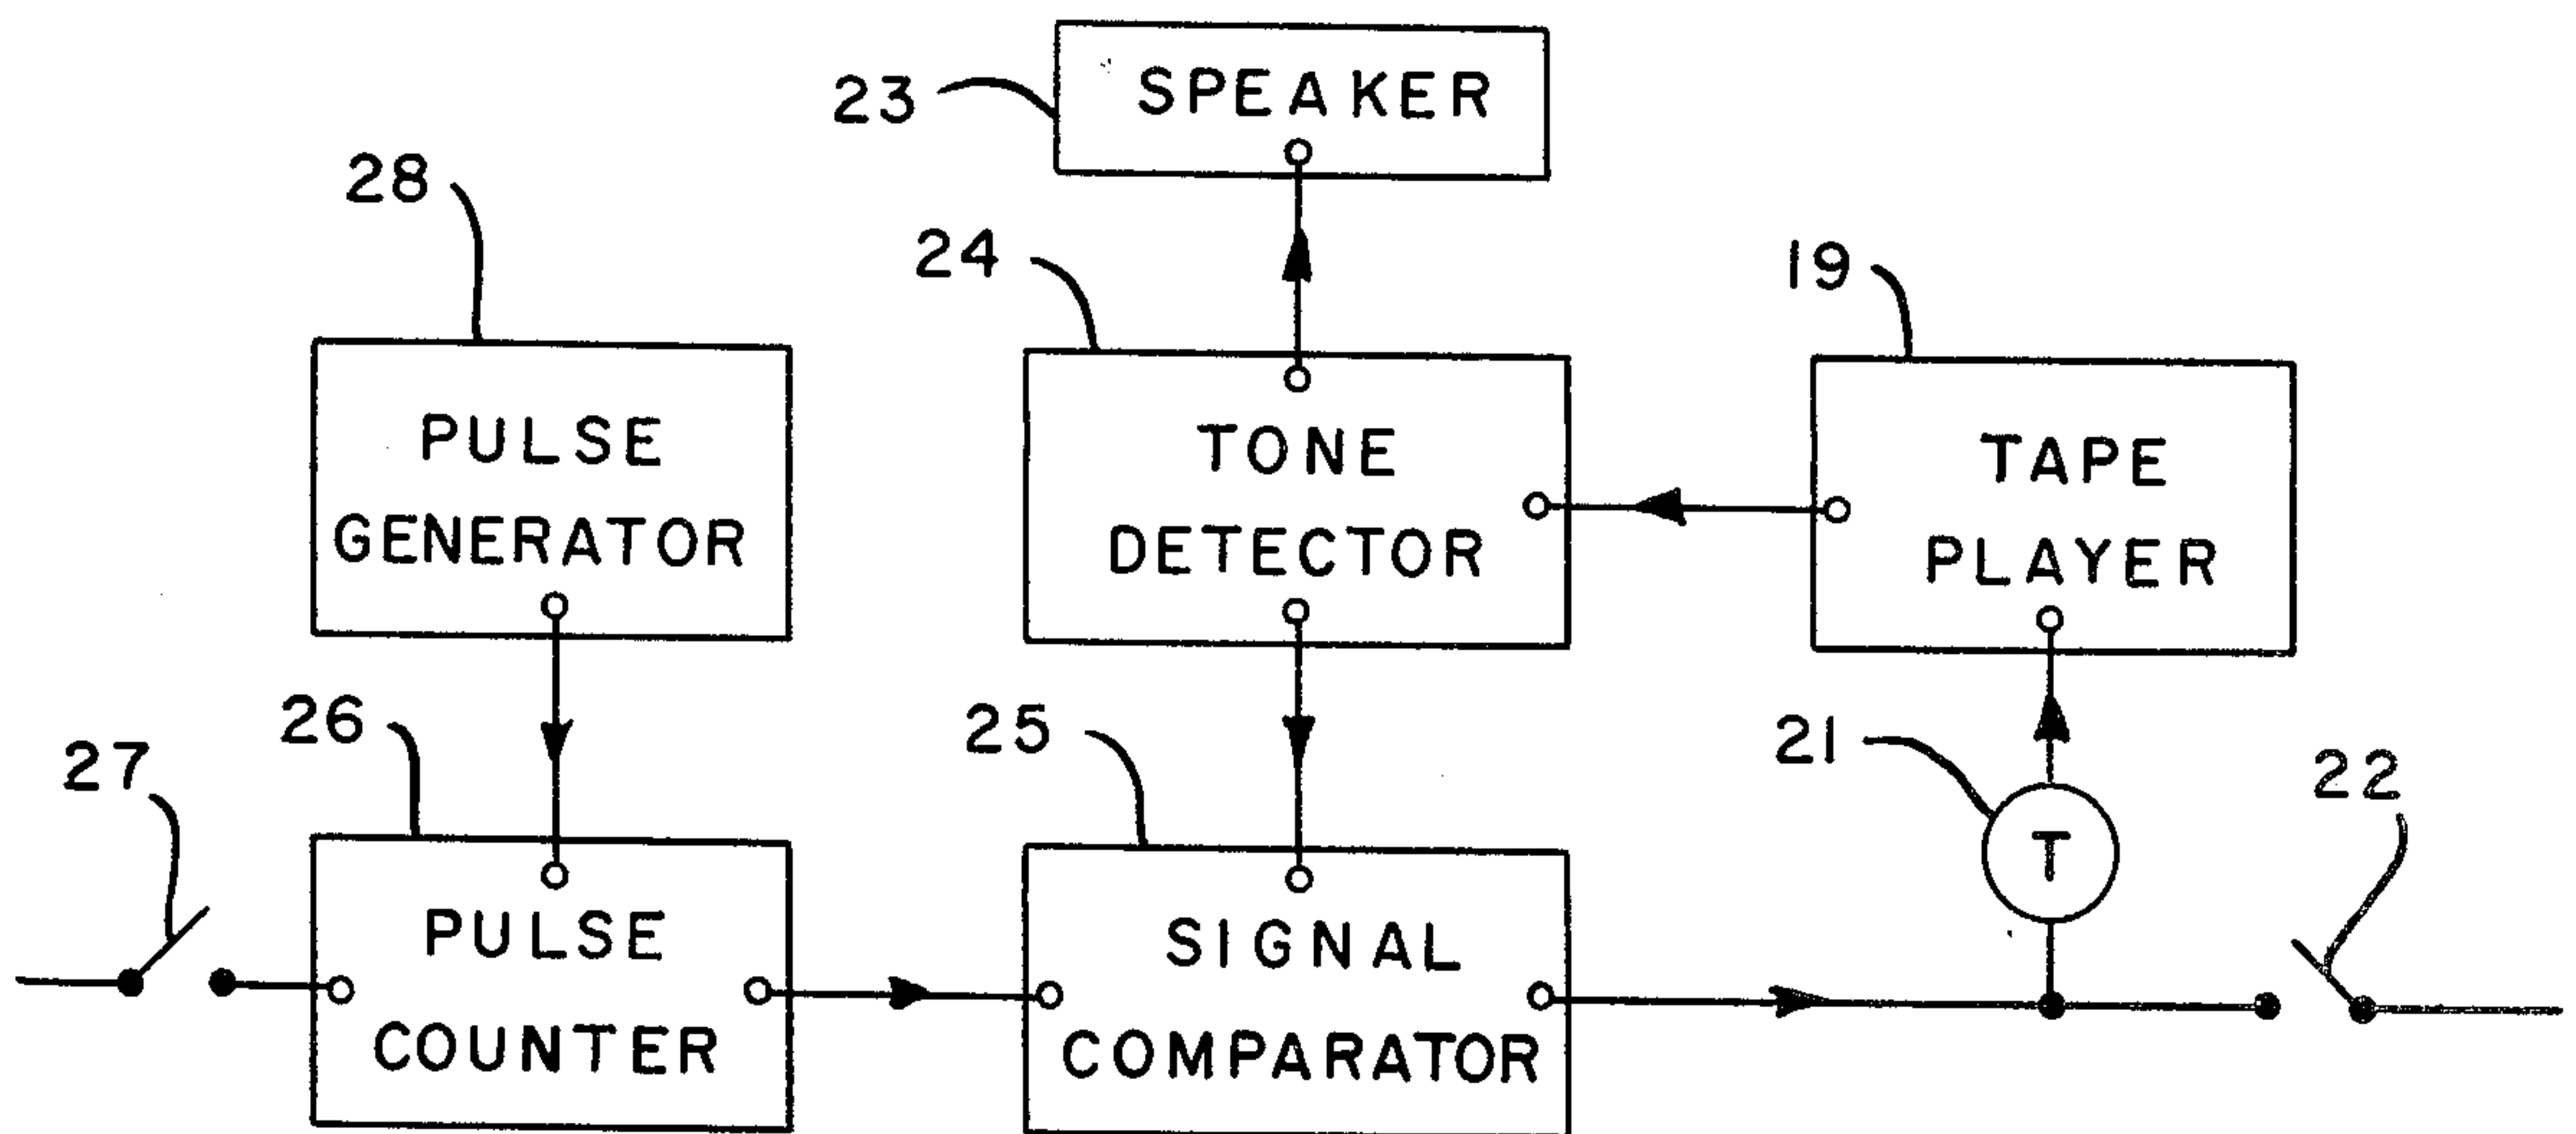 23
SPEAKER
28
24
19
PULSE
GENERATOR
TONE
DETECTOR
TAPE
PLAYER
27
26
25
21
22
T
PULSE
COUNTER
SIGNAL
COMPARATOR